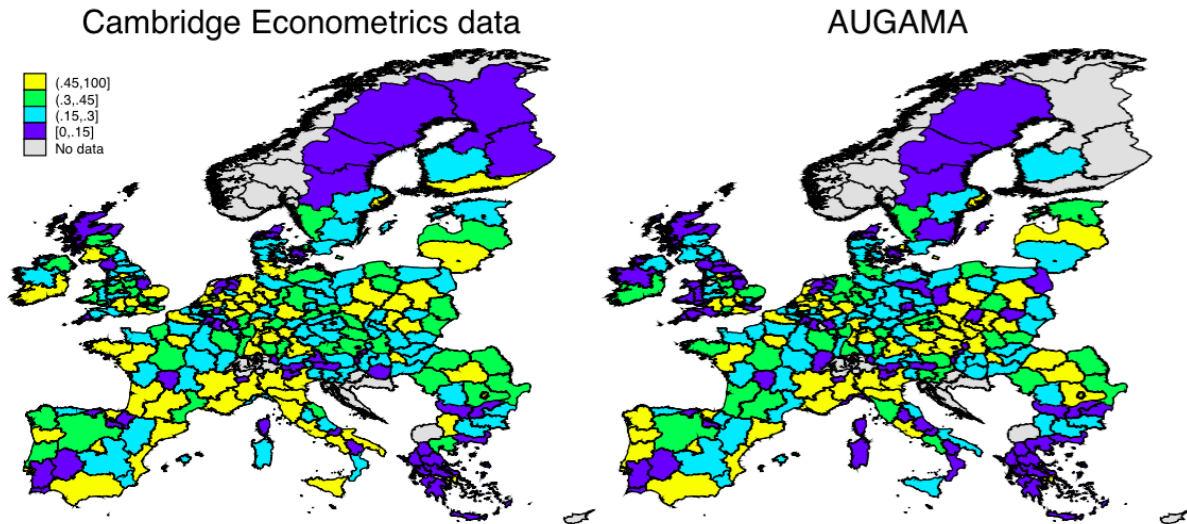 Cambridge Econometrics data
AUGAMA
(.45,100]
(.3,.45]
(.15,.3]
[0,.15]
No data